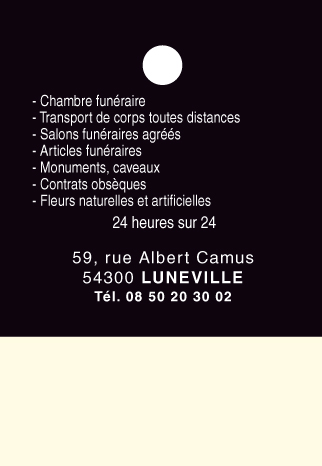 - Chambre funéraire
- Transport de corps toutes distances
- Salons funéraires agréés
- Articles funéraires
- Monuments, caveaux
- Contrats obsèques
- Fleurs naturelles et artificielles
24 heures sur 24
59, rue Albert Camus
54300 LUNEVILLE
Tél. 08 50 20 30 02